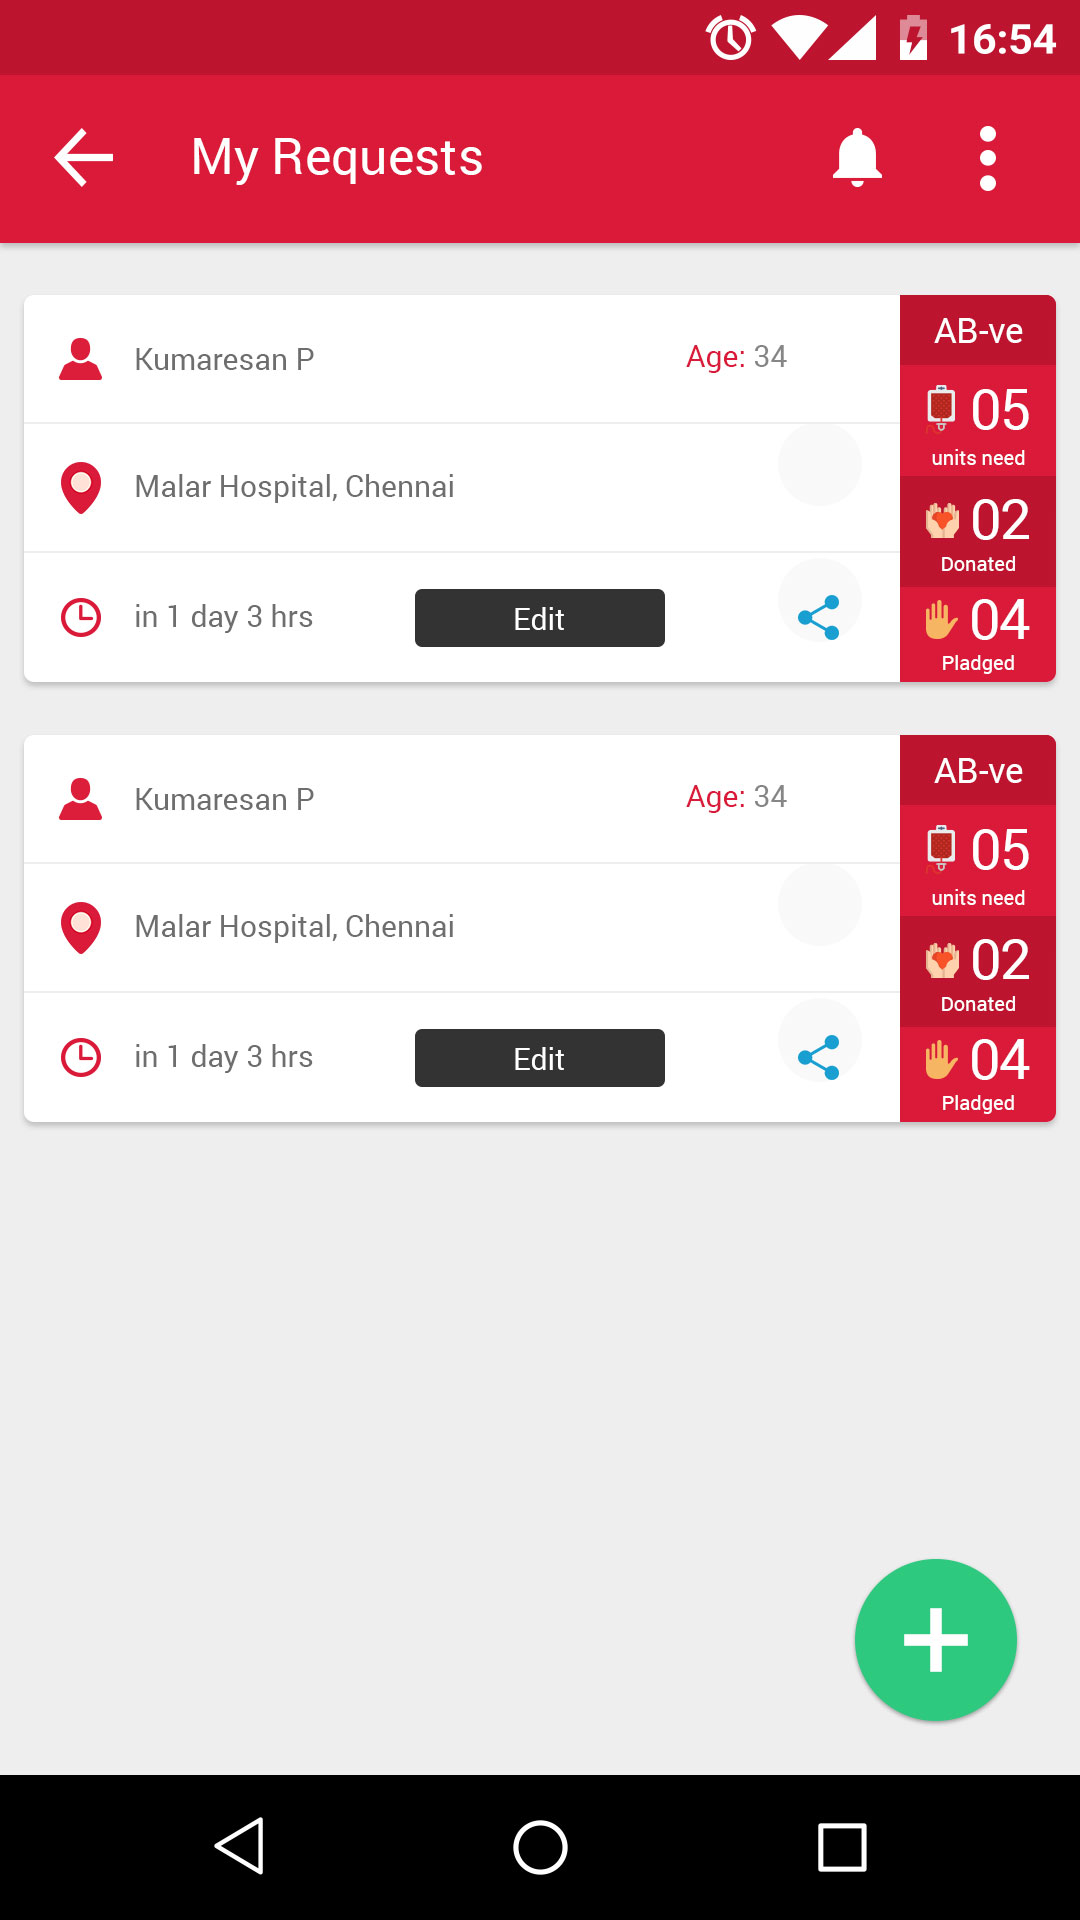 16:54
My Requests
Kumaresan P
Age: 34
AB-ve
05
units need
Malar Hospital, Chennai
02
Donated
in 1 day 3 hrs
Edit
04
Pladged
Kumaresan P
Age: 34
AB-ve
05
units need
Malar Hospital, Chennai
02
Donated
in 1 day 3 hrs
Edit
04
Pladged